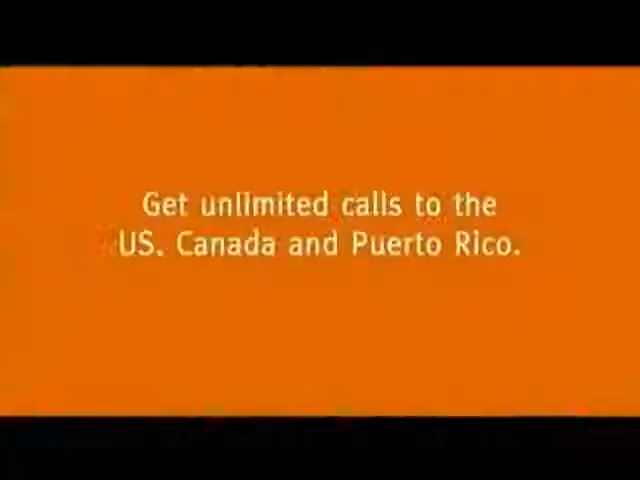 Get unlimited calls to the
US, Canada and Puerto Rico.